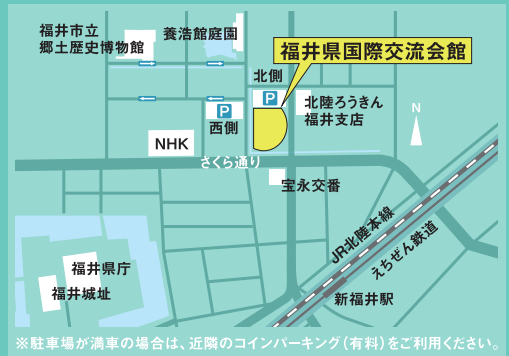 福井市立
郷土歴史博物館
養浩館庭園
福井県国際交流会館
北側
P
P
西側
北陸ろうきん
福井支店
N
NHK
さくら通り
宝永交番
JR北陸本線
えちぜん鉄道
福井県庁
福井城址
新福井駅
※駐車場が満車の場合は、近隣のコインパーキング(有料)をご利用ください。